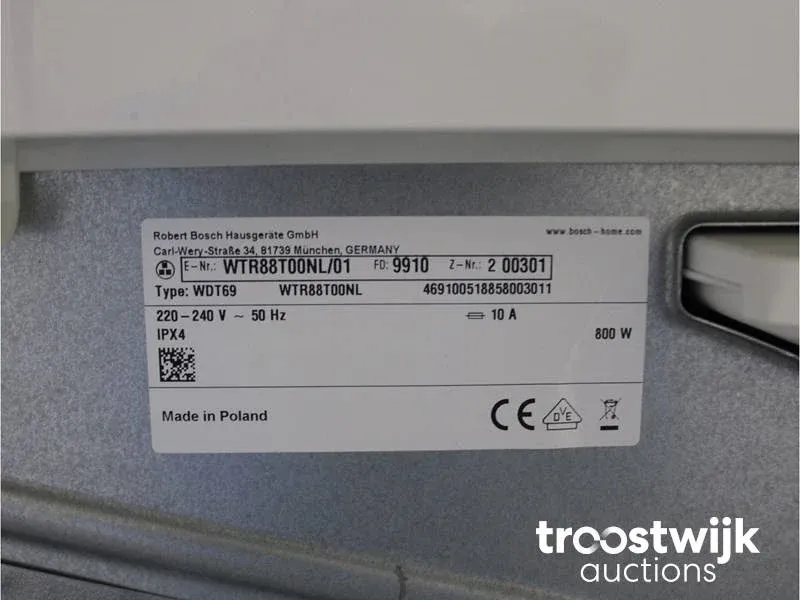 Robert Bosch Hausgeräte GmbH www.bosch-home.com
Carl-Wery-Straße 34, 81739 München, GERMANY
E-Nr.: WTR88T00NL/01 FD: 9910 Z-Nr.: 2 00301
Type: WDT69 WTR88T00NL 469100518858003011
220-240 V ~ 50 Hz 10 A
IPX4 800 W
Made in Poland CE DVE
troostwijk
auctions